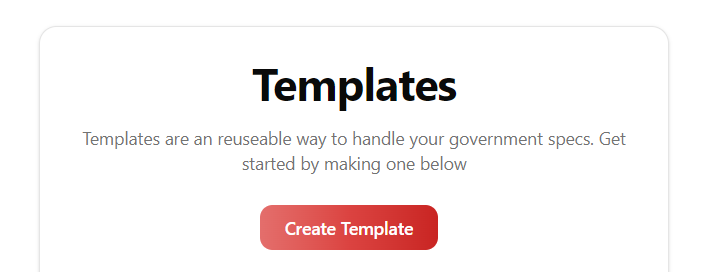 Templates
Templates are an reuseable way to handle your government specs. Get
started by making one below
Create Template